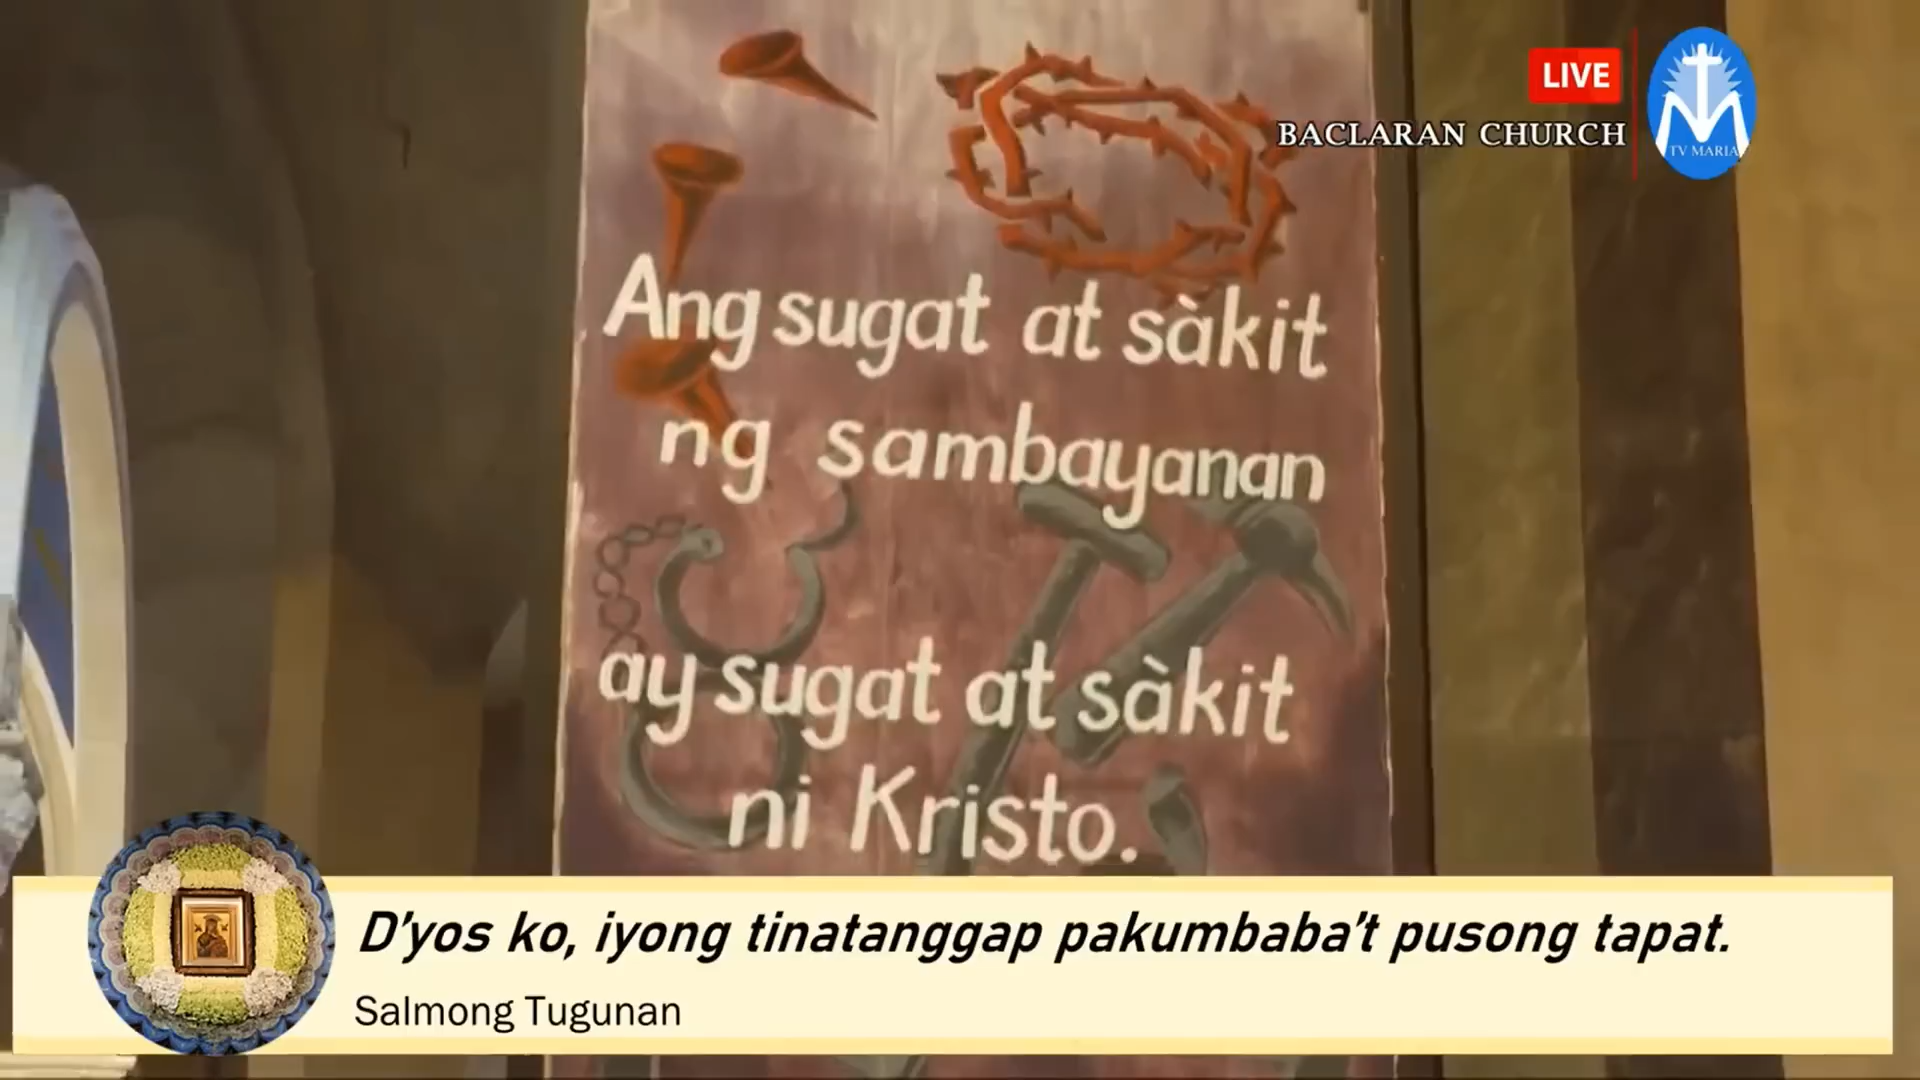 LIVE
BACLARAN CHURCH
TV MARIA
Ang sugat at sàkit
ng sambayanan
ay sugat at sàkit
ni Kristo.
D'yos ko, iyong tinatanggap pakumbaba't pusong tapat.
Salmong Tugunan